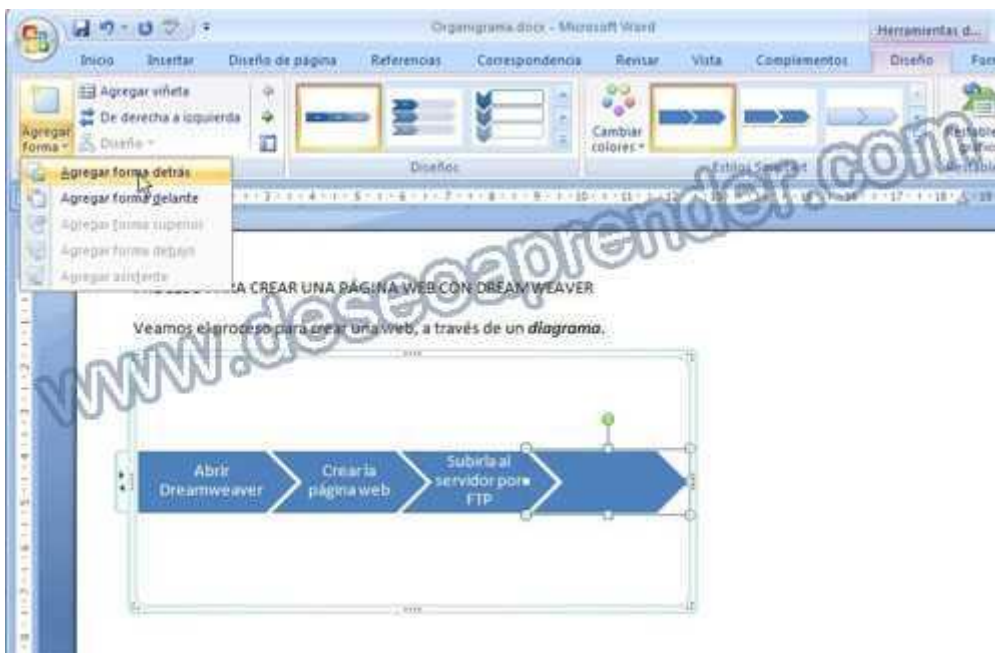 Organigrama.docx - Microsoft Word
Herramientas d...
Inicio
Insertar
Diseño de página
Referencias
Correspondencia
Revisar
Vista
Complementos
Diseño
Agregar forma
Agregar viñeta
De derecha a izquierda
Diseño
Cambiar colores
Diseños
Agregar forma detrás
Agregar forma delante
Agregar forma superior
Agregar forma debajo
Agregar asistente
CREAR UNA PÁGINA WEB CON DREAMWEAVER
Veamos el proceso para crear una web, a través de un diagrama.
Abrir
Dreamweaver
Crear la
página web
Subirla al
servidor por
FTP
www.deseoaprender.com